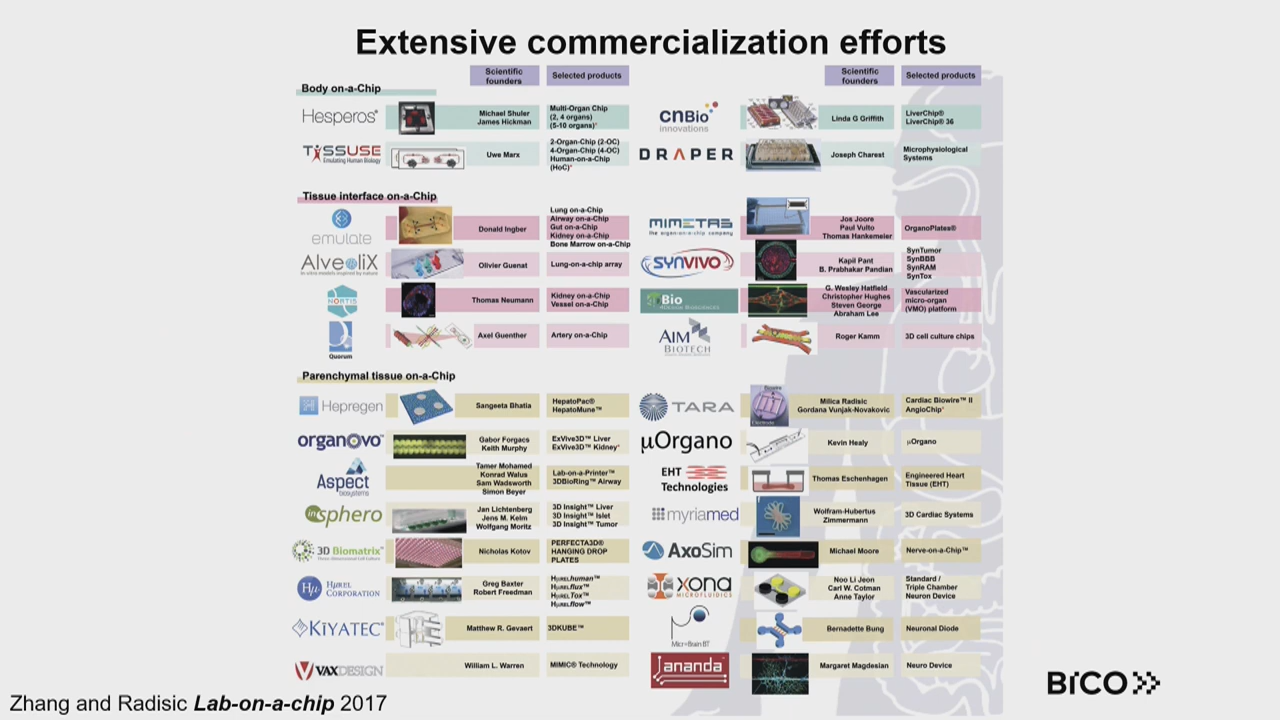 Extensive commercialization efforts
Scientific founders
Selected products
Scientific founders
Selected products
Body on-a-Chip
Hesperos
Michael Shuler
James Hickman
Multi-Organ Chip
(2, 4 organs)
(5-10 organs)*
TISSUSE
Emulating Human Biology
Uwe Marx
2-Organ-Chip (2-OC)
4-Organ-Chip (4-OC)
Human-on-a-Chip
(HoC)*
CNBio
innovations
Linda G Griffith
LiverChip®
LiverChip® 36
DRAPER
Joseph Charest
Microphysiological
Systems
Tissue interface on-a-Chip
emulate
Donald Ingber
Lung on-a-Chip
Airway on-a-Chip
Gut on-a-Chip
Kidney on-a-Chip
Bone Marrow on-a-Chip
AlveoliX
In-vitro models inspired by nature
Olivier Guenat
Lung-on-a-chip array
NORTIS
Thomas Neumann
Kidney on-a-Chip
Vessel on-a-Chip
Quorum
Axel Guenther
Artery on-a-Chip
MIMETAS
the organ-on-a-chip company
Jos Joore
Paul Vulto
Thomas Hankemeier
OrganoPlates®
SYNVIVO
Kapil Pant
B. Prabhakar Pandian
SynTumor
SynBBB
SynRAM
SynTox
Bio
G. Wesley Hatfield
Christopher Hughes
Steven George
Abraham Lee
Vascularized
micro-organ
(VMO) platform
AIM
BIOTECH
Roger Kamm
3D cell culture chips
Parenchymal tissue on-a-Chip
Hepregen
Sangeeta Bhatia
HepatoPac®
HepatoMune™
organovo™
Gabor Forgacs
Keith Murphy
ExVive3D™ Liver
ExVive3D™ Kidney*
Aspect
biosystems
Tamer Mohamed
Konrad Walus
Sam Wadsworth
Simon Beyer
Lab-on-a-Printer™
3DBioRing™ Airway
insphero
Jan Lichtenberg
Jens M. Kelm
Wolfgang Moritz
3D Insight™ Liver
3D Insight™ Islet
3D Insight™ Tumor
3D Biomatrix™
Nicholas Kotov
PERFECTA3D®
HANGING DROP
PLATES
Hμ HμREL
CORPORATION
Greg Baxter
Robert Freedman
HμRELhuman™
HμRELflux™
HμRELTox™
HμRELflow™
KIYATEC
Matthew R. Gevaert
3DKUBE™
VAXDESIGN
William L. Warren
MIMIC® Technology
TARA
Milica Radisic
Gordana Vunjak-Novakovic
Cardiac Biowire™ II
AngioChip*
μOrgano
Kevin Healy
μOrgano
EHT
Technologies
Thomas Eschenhagen
Engineered Heart
Tissue (EHT)
myriamed
Wolfram-Hubertus
Zimmermann
3D Cardiac Systems
AxoSim
Michael Moore
Nerve-on-a-Chip™
xona
MICROFLUIDICS
Noo Li Jeon
Carl W. Cotman
Anne Taylor
Standard /
Triple Chamber
Neuron Device
MicroBrain BT
Bernadette Bung
Neuronal Diode
ananda
Margaret Magdesian
Neuro Device
Zhang and Radisic Lab-on-a-chip 2017
BICO